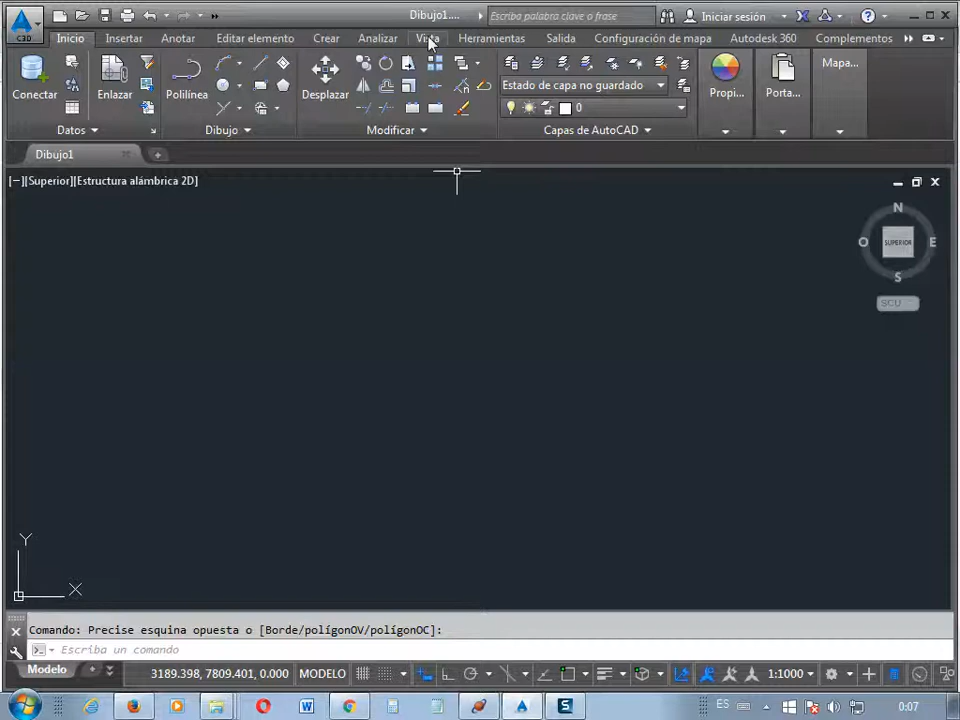 Dibujo1....
Escriba palabra clave o frase
Iniciar sesión
C3D
Inicio
Insertar
Anotar
Editar elemento
Crear
Analizar
Vista
Herramientas
Salida
Configuración de mapa
Autodesk 360
Complementos
Conectar
Enlazar
Polilínea
Desplazar
Estado de capa no guardado
0
Propi...
Porta...
Mapa...
Datos
Dibujo
Modificar
Capas de AutoCAD
Dibujo1
[−][Superior][Estructura alámbrica 2D]
N
O
SUPERIOR
E
S
SCU
Y
X
Comando: Precise esquina opuesta o [Borde/polígonOV/polígonOC]:
Escriba un comando
Modelo
3189.398, 7809.401, 0.000
MODELO
1:1000
ES
0:07